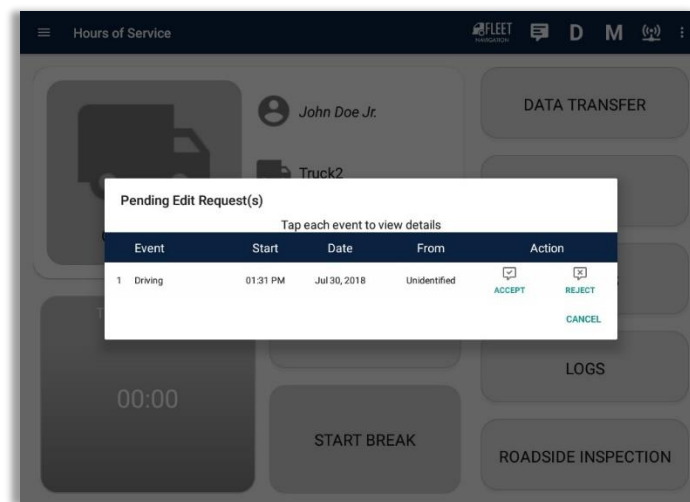 Hours of Service
FLEET
NAVIGATION
D
M
John Doe Jr.
DATA TRANSFER
Truck2
Pending Edit Request(s)
Tap each event to view details
Event Start Date From Action
1 Driving 01:31 PM Jul 30, 2018 Unidentified
ACCEPT REJECT
CANCEL
00:00
LOGS
START BREAK
ROADSIDE INSPECTION